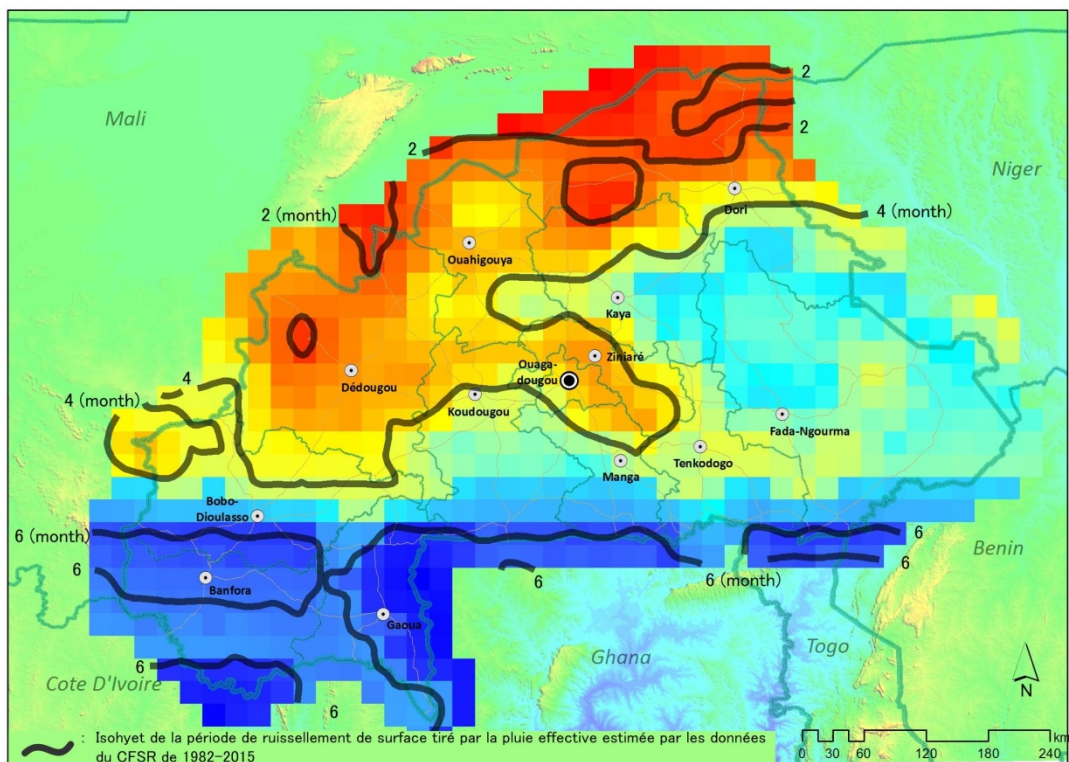 2
Mali
2
2
Niger
Dori
2 (month)
4 (month)
Ouahigouya
Kaya
Ouaga-
dougou
Ziniaré
4
Dédougou
4 (month)
Koudougou
Fada-Ngourma
Tenkodogo
Manga
Bobo-
Dioulasso
6 (month)
6
Benin
6
6
6
6 (month)
Banfora
Gaoua
Ghana
Togo
6
Cote D'Ivoire
6
N
: Isohyet de la période de ruissellement de surface tiré par la pluie effective estimée par les données
du CFSR de 1982-2015
km
0 30 60 120 180 240